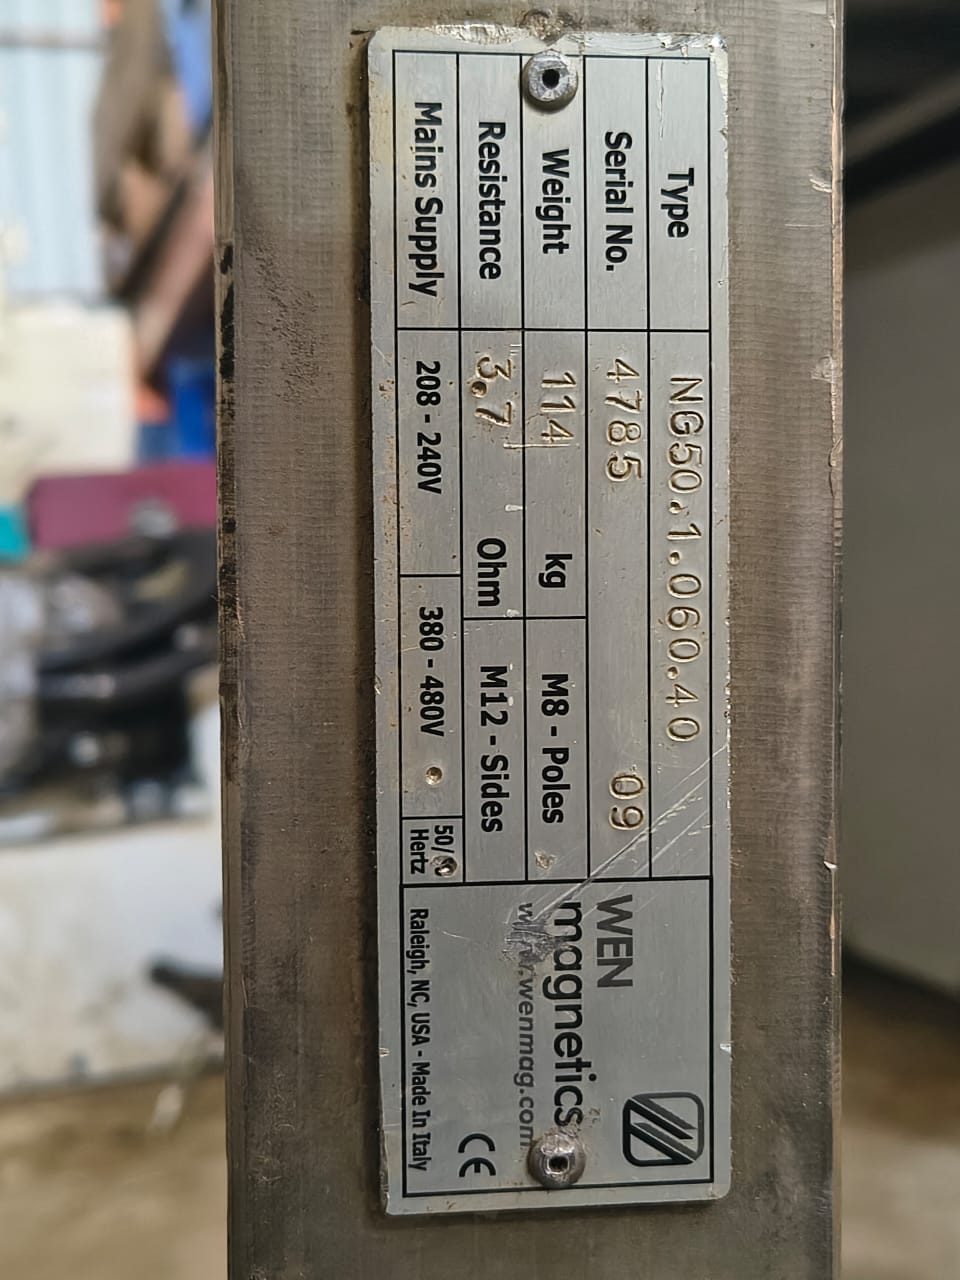 Type NG50.1.060.40
Serial No. 4785 09
Weight 114 kg M8 - Poles
Resistance 3.7 Ohm M12 - Sides
Mains Supply 208 - 240V 380 - 480V 50/60 Hertz
WEN
magnetics
www.wenmag.com
CE
Raleigh, NC, USA - Made In Italy